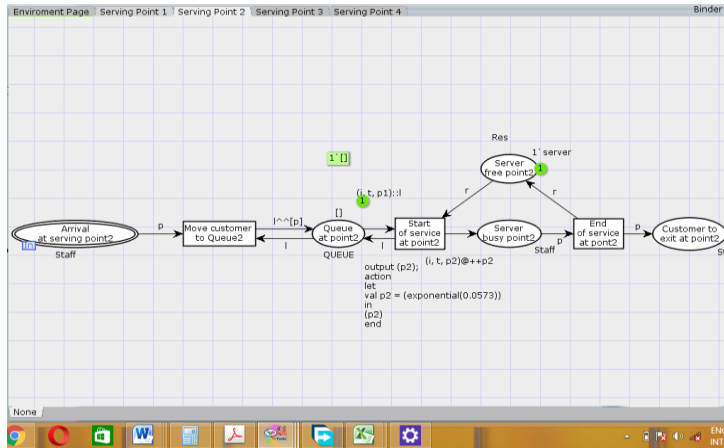 Enviroment Page Serving Point 1 Serving Point 2 Serving Point 3 Serving Point 4 Binder
Res
1`server
1`[]
Server
free point2
1
(i, t, p1)::l
1
r
r
[]
p
l^^[p]
l
l
p
p
Arrival
at serving point2
Staff
Move customer
to Queue2
Queue
at point2
QUEUE
Start
of service
at point2
Server
busy point2
Staff
End
of service
at pont2
Customer to
exit at point2
(i, t, p2)@++p2
output (p2);
action
let
val p2 = (exponential(0.0573))
in
(p2)
end
None